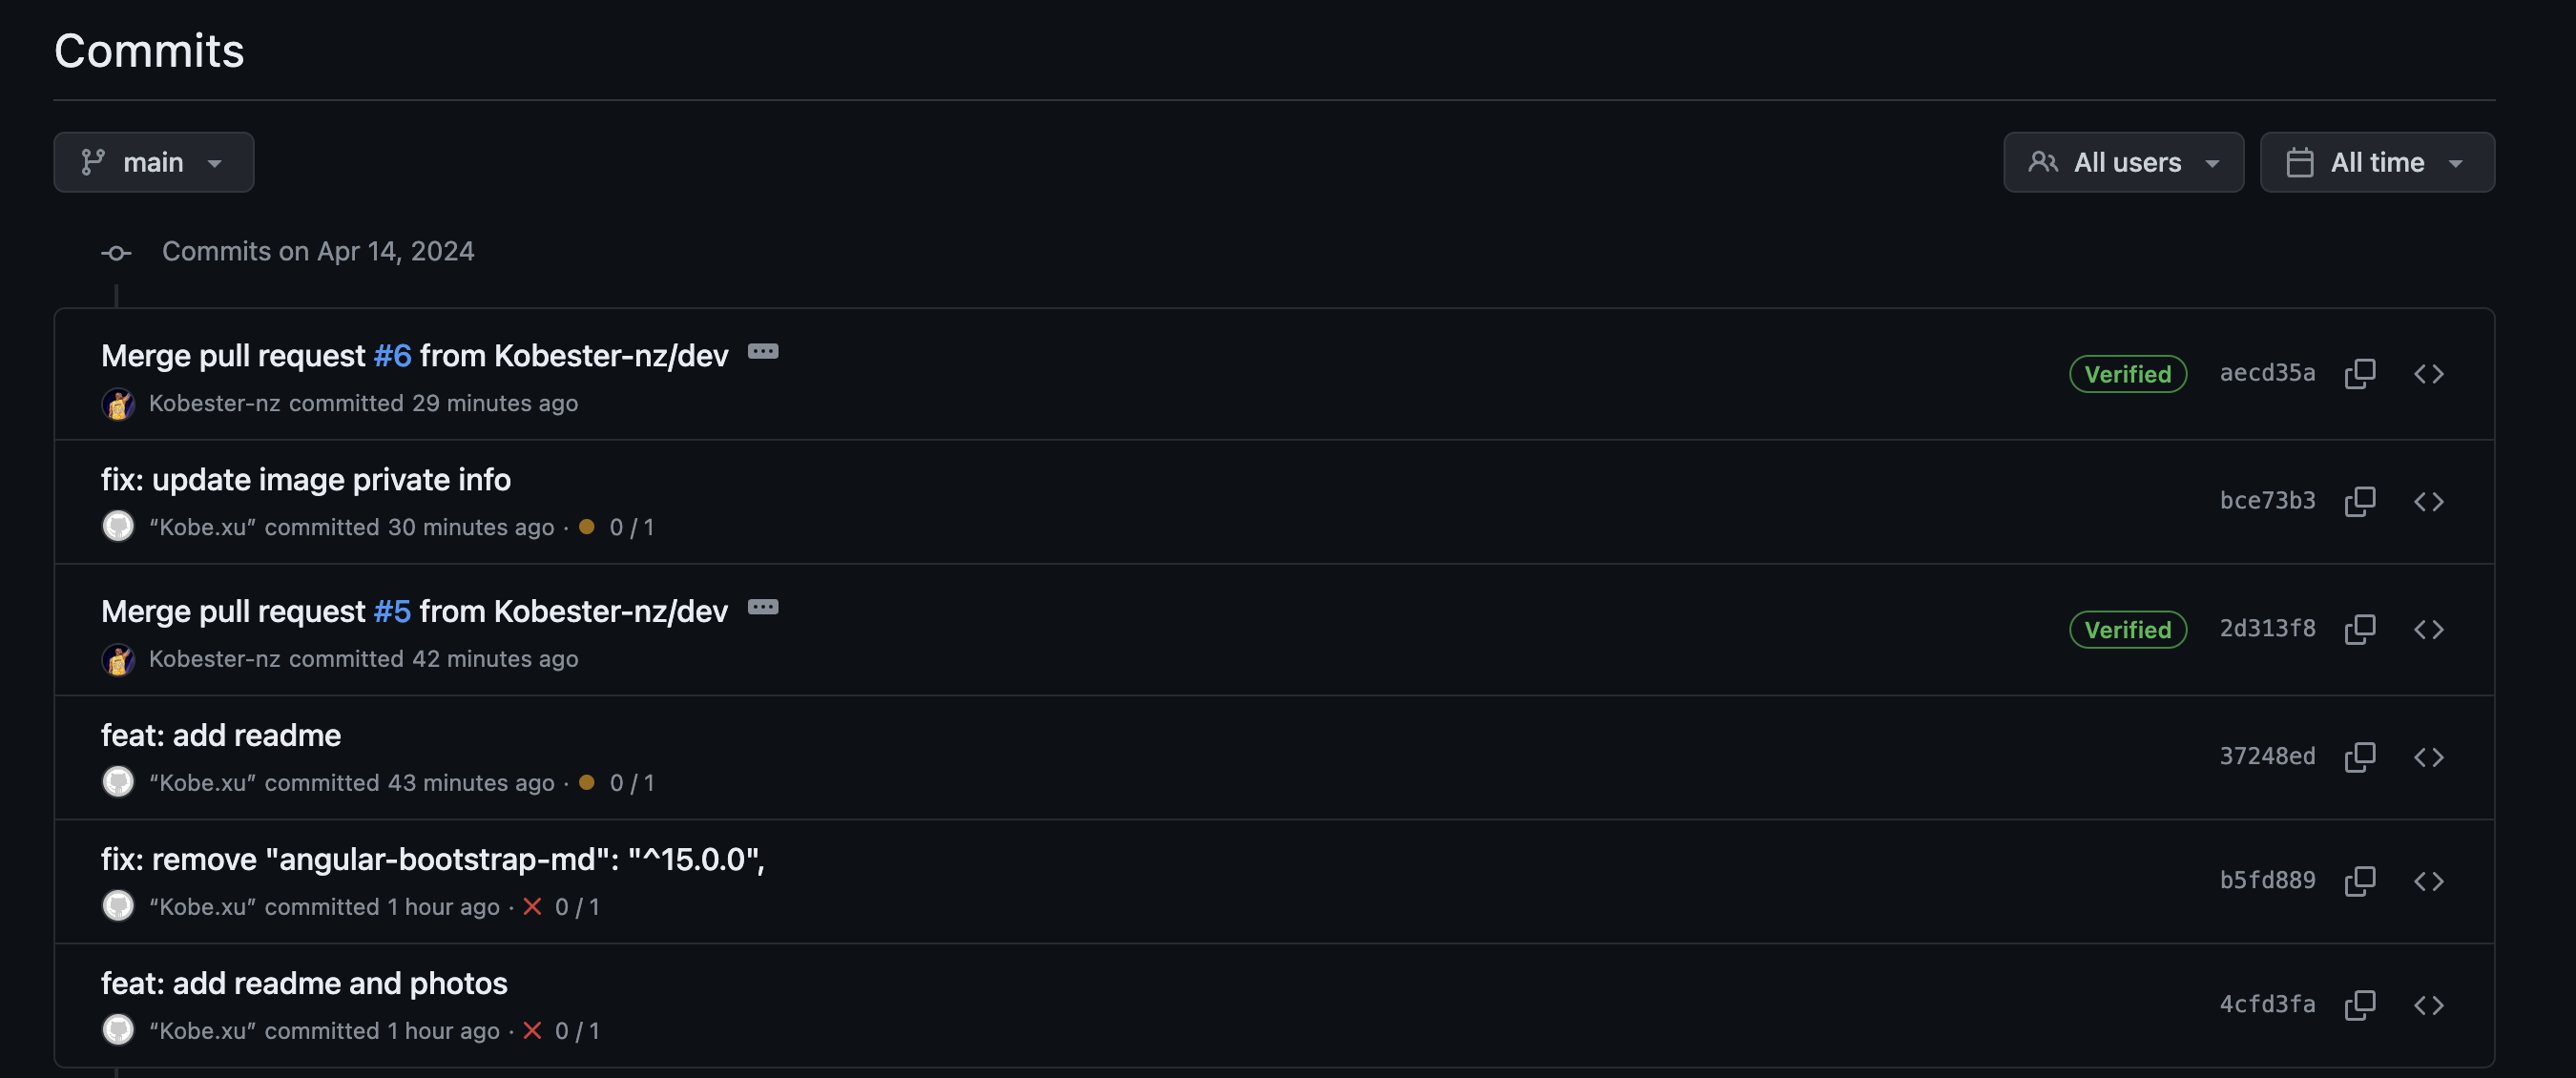 Commits
main
All users
All time
Commits on Apr 14, 2024
Merge pull request #6 from Kobester-nz/dev
Verified
aecd35a
Kobester-nz committed 29 minutes ago
fix: update image private info
bce73b3
“Kobe.xu” committed 30 minutes ago · 0 / 1
Merge pull request #5 from Kobester-nz/dev
Verified
2d313f8
Kobester-nz committed 42 minutes ago
feat: add readme
37248ed
“Kobe.xu” committed 43 minutes ago · 0 / 1
fix: remove "angular-bootstrap-md": "^15.0.0",
b5fd889
“Kobe.xu” committed 1 hour ago · 0 / 1
feat: add readme and photos
4cfd3fa
“Kobe.xu” committed 1 hour ago · 0 / 1